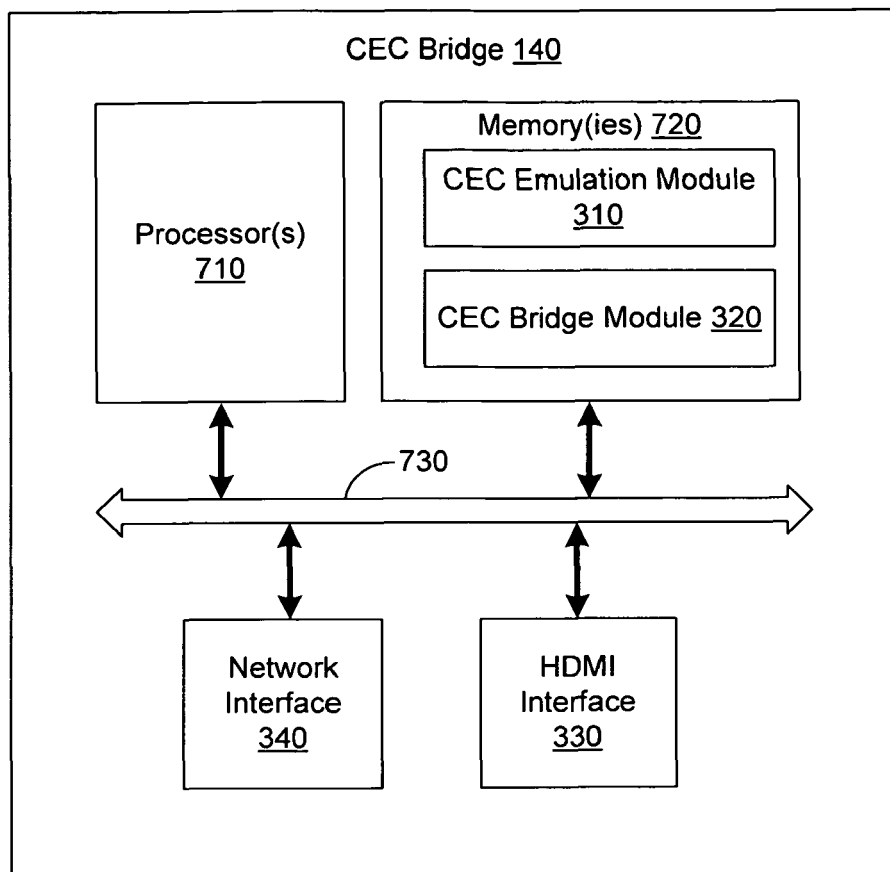 CEC Bridge 140
Processor(s)
710
Memory(ies) 720
CEC Emulation Module
310
CEC Bridge Module 320
730
Network
Interface
340
HDMI
Interface
330